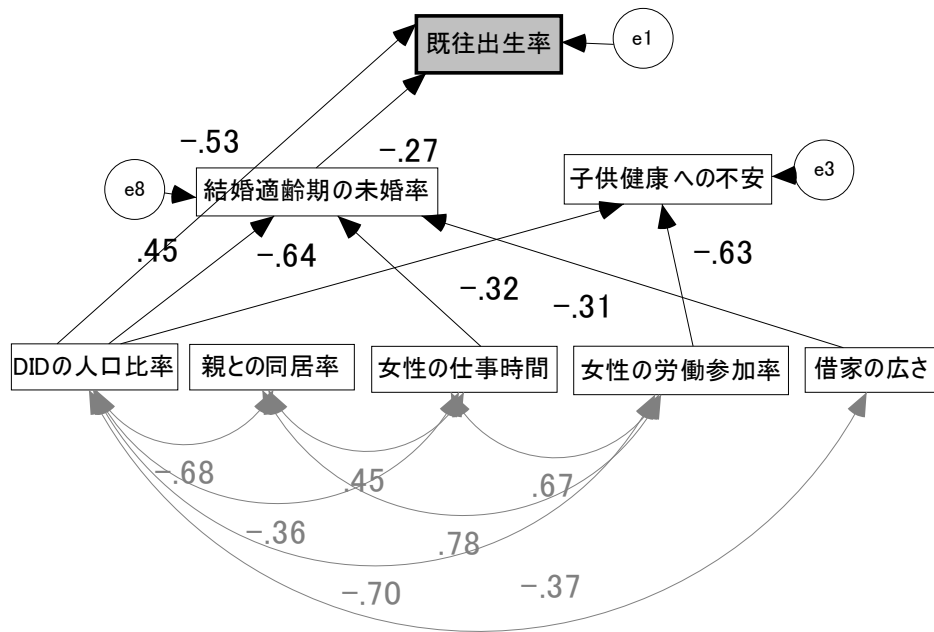 既往出生率
e1
-.53
-.27
e8
結婚適齢期の未婚率
子供健康への不安
e3
.45
-.64
-.63
-.32
-.31
DIDの人口比率
親との同居率
女性の仕事時間
女性の労働参加率
借家の広さ
-.68
.45
.67
-.36
.78
-.70
-.37